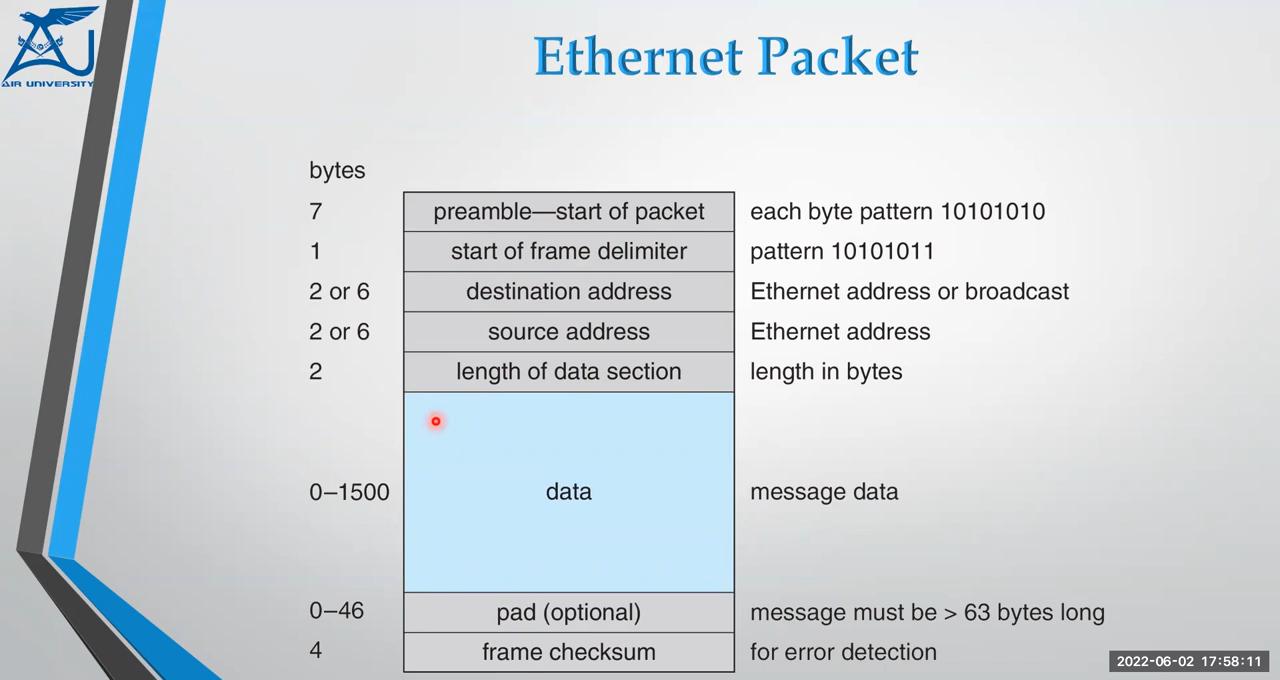 AIR UNIVERSITY
Ethernet Packet
bytes
7 preamble—start of packet each byte pattern 10101010
1 start of frame delimiter pattern 10101011
2 or 6 destination address Ethernet address or broadcast
2 or 6 source address Ethernet address
2 length of data section length in bytes
0–1500 data message data
0–46 pad (optional) message must be > 63 bytes long
4 frame checksum for error detection
2022-06-02 17:58:11